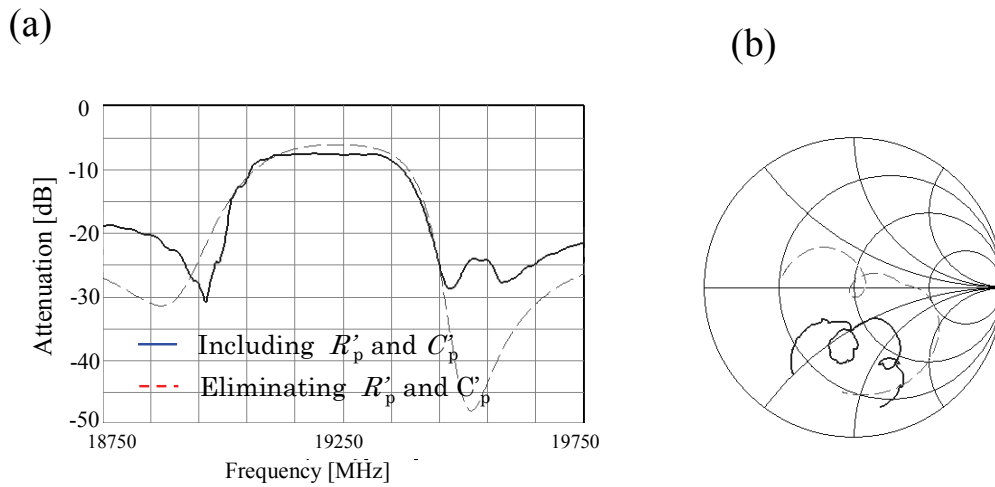 (a)
(b)
0
-10
-20
-30
-40
-50
Attenuation [dB]
Including R'p and C'p
Eliminating R'p and C'p
18750
19250
19750
Frequency [MHz]